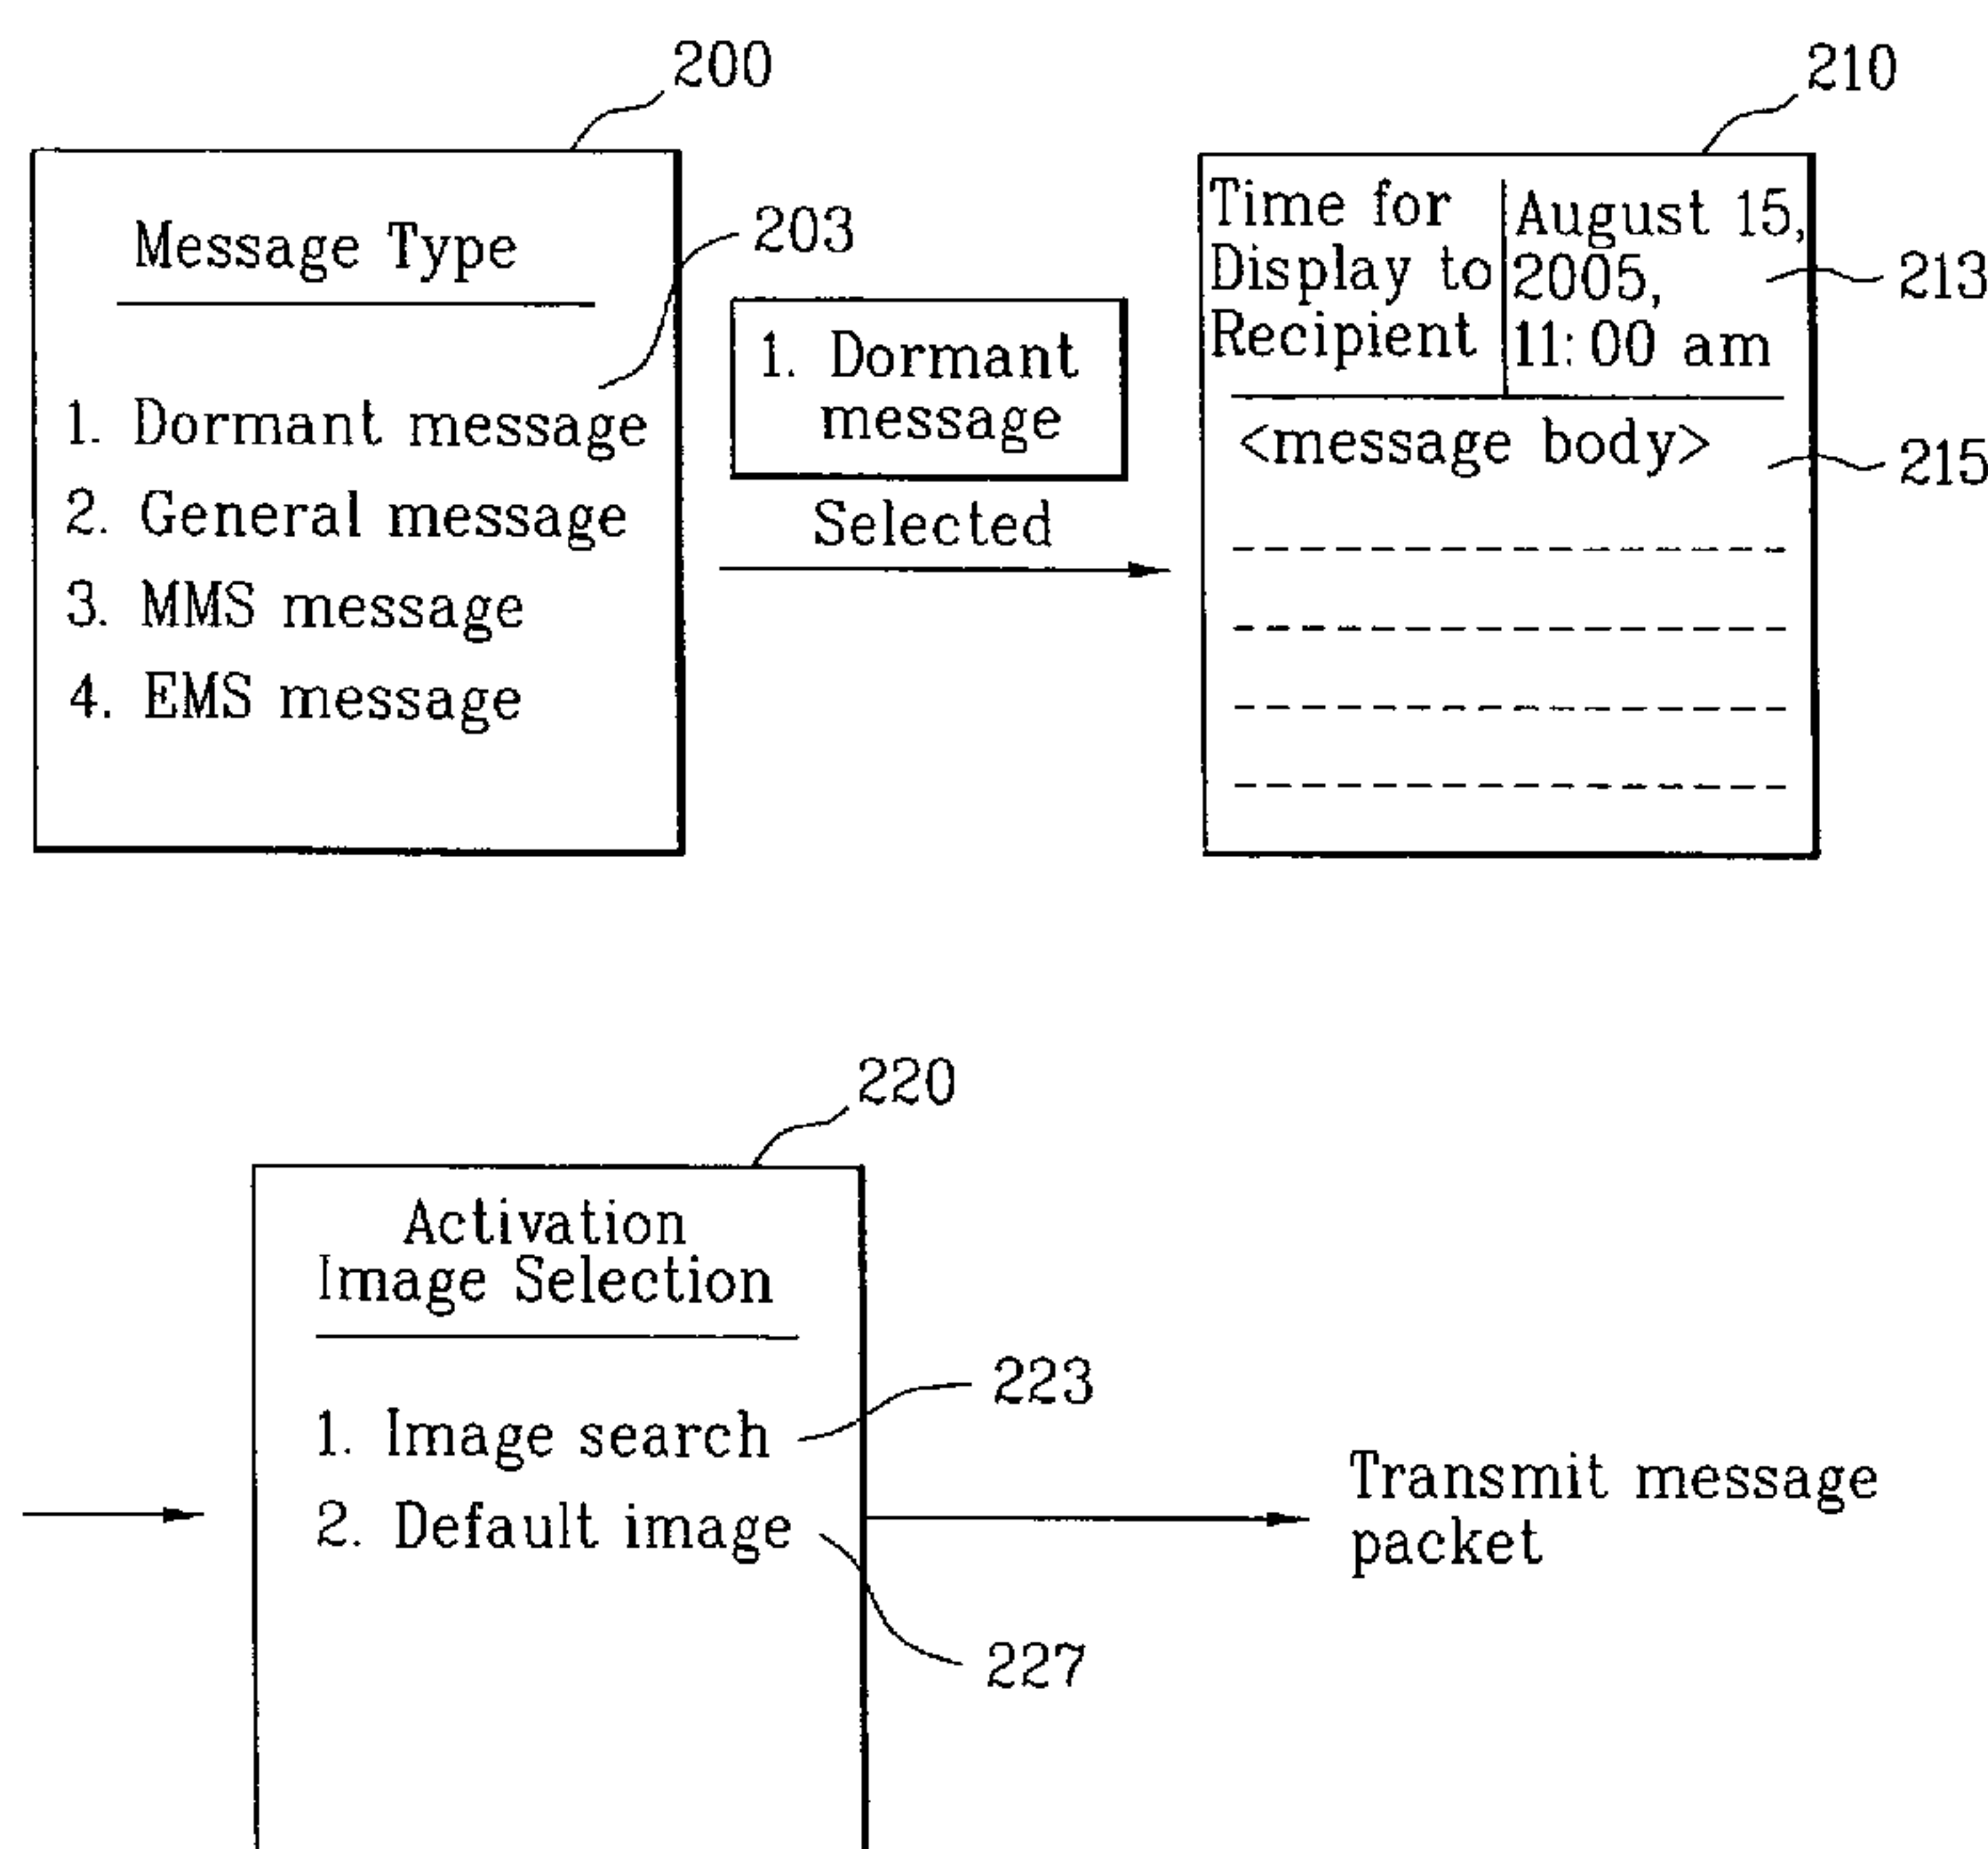 200
Message Type
203
1. Dormant message
2. General message
3. MMS message
4. EMS message
1. Dormant
message
Selected
210
Time for
Display to
Recipient
August 15,
2005,
11:00 am
213
<message body>
215
220
Activation
Image Selection
1. Image search
223
2. Default image
227
Transmit message
packet